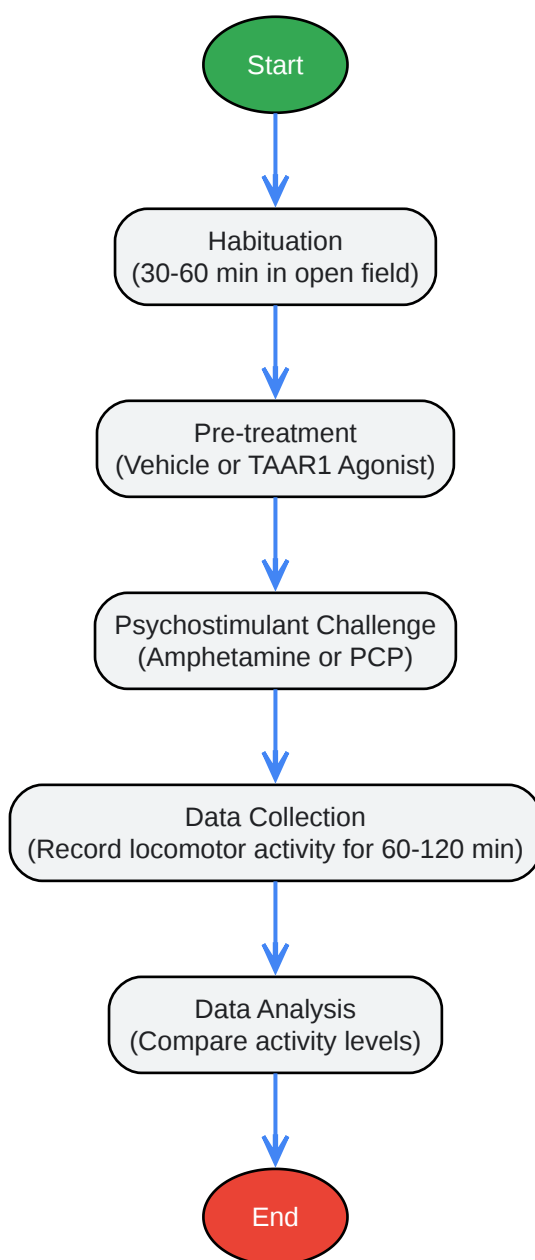 Start
Habituation
(30-60 min in open field)
Pre-treatment
(Vehicle or TAAR1 Agonist)
Psychostimulant Challenge
(Amphetamine or PCP)
Data Collection
(Record locomotor activity for 60-120 min)
Data Analysis
(Compare activity levels)
End